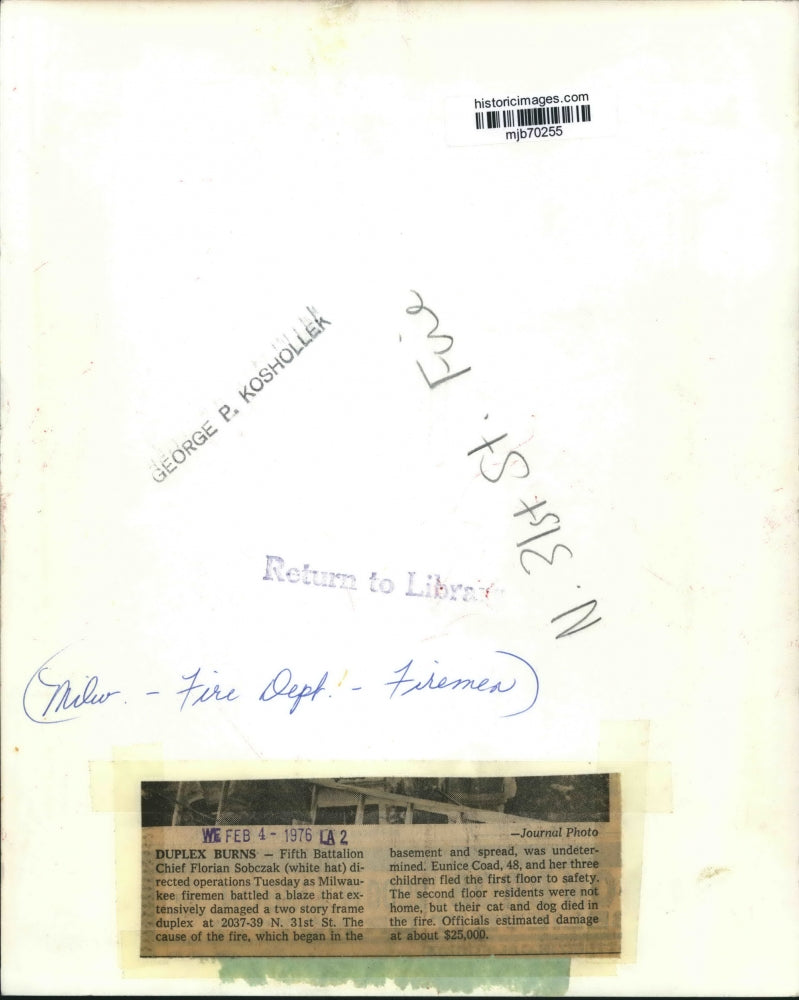 historicimages.com
mjb70255
GEORGE P. KOSHOLLEK
N. 31st St. Fire
Return to Library
(Milw. - Fire Dept. - Firemen)
WE FEB 4 - 1976 LA 2
—Journal Photo
DUPLEX BURNS — Fifth Battalion
Chief Florian Sobczak (white hat) di-
rected operations Tuesday as Milwau-
kee firemen battled a blaze that ex-
tensively damaged a two story frame
duplex at 2037-39 N. 31st St. The
cause of the fire, which began in the
basement and spread, was undeter-
mined. Eunice Coad, 48, and her three
children fled the first floor to safety.
The second floor residents were not
home, but their cat and dog died in
the fire. Officials estimated damage
at about $25,000.